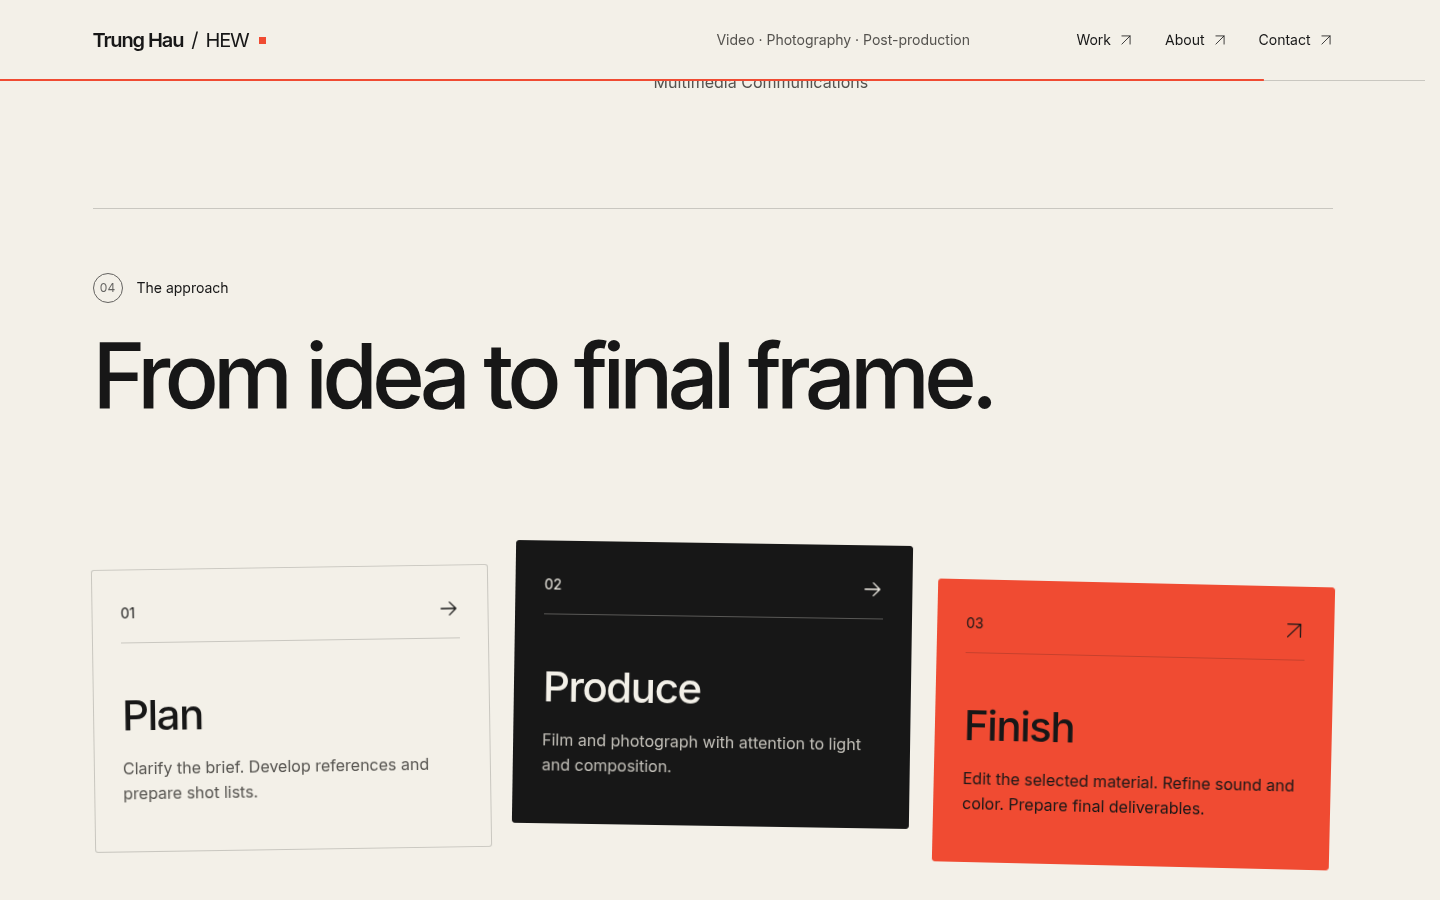 Trung Hau / HEW
Video · Photography · Post-production
Work
About
Contact
Multimedia Communications
04
The approach
From idea to final frame.
01
Plan
Clarify the brief. Develop references and
prepare shot lists.
02
Produce
Film and photograph with attention to light
and composition.
03
Finish
Edit the selected material. Refine sound and
color. Prepare final deliverables.